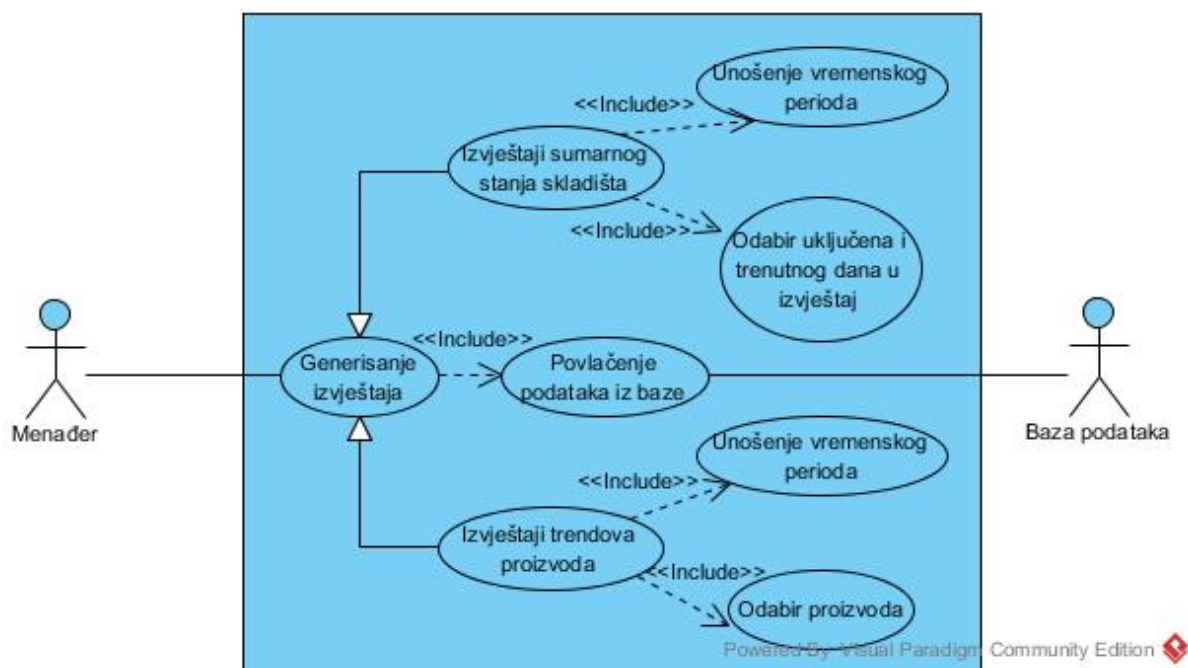 Unošenje vremenskog
perioda
<<Include>>
Izvještaji sumarnog
stanja skladišta
<<Include>>
Odabir uključena i
trenutnog dana u
izvještaj
<<Include>>
Generisanje
izvještaja
Povlačenje
podataka iz baze
Menađer
Baza podataka
Unošenje vremenskog
perioda
<<Include>>
Izvještaji trendova
proizvoda
<<Include>>
Odabir proizvoda
Powered By Visual Paradigm Community Edition